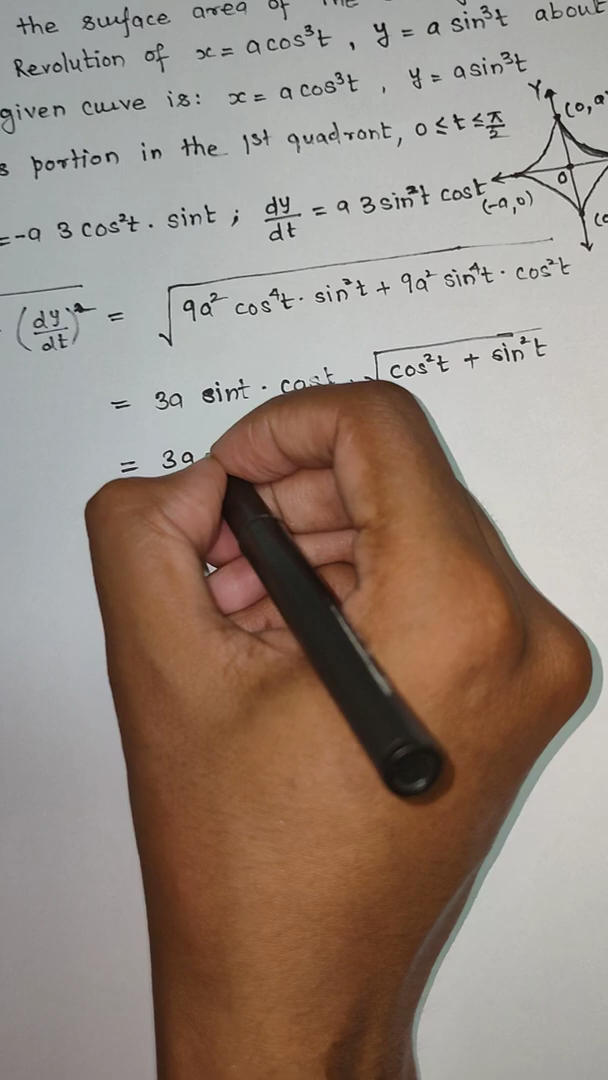 the surface area of the
Revolution of x = a cos³t , y = a sin³t about
given curve is: x = a cos³t , y = a sin³t
portion in the 1st quadront, 0 ≤ t ≤ π/2
Y
(0, a
0
(-a, 0)
= -a 3 cos²t · sint ; dy/dt = a 3 sin²t cost
(dy/dt)² = √(9a² cos⁴t · sin²t + 9a² sin⁴t · cos²t)
= 3a sint · cost · √(cos²t + sin²t)
= 3a